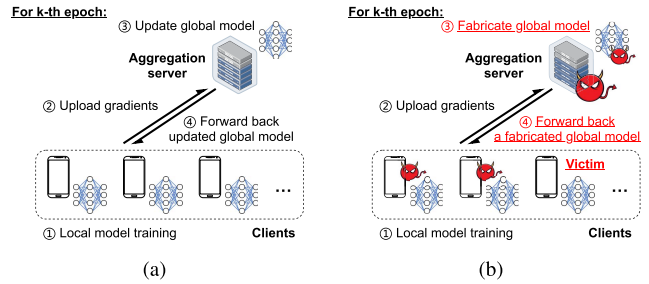 For k-th epoch:
③ Update global model
Aggregation
server
② Upload gradients
④ Forward back
updated global model
...
① Local model training
Clients
(a)
For k-th epoch:
③ Fabricate global model
Aggregation
server
② Upload gradients
④ Forward back
a fabricated global model
Victim
...
① Local model training
Clients
(b)